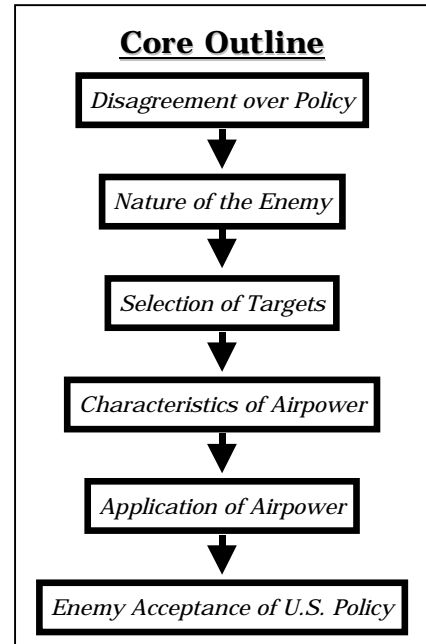 Core Outline
Disagreement over Policy
Nature of the Enemy
Selection of Targets
Characteristics of Airpower
Application of Airpower
Enemy Acceptance of U.S. Policy